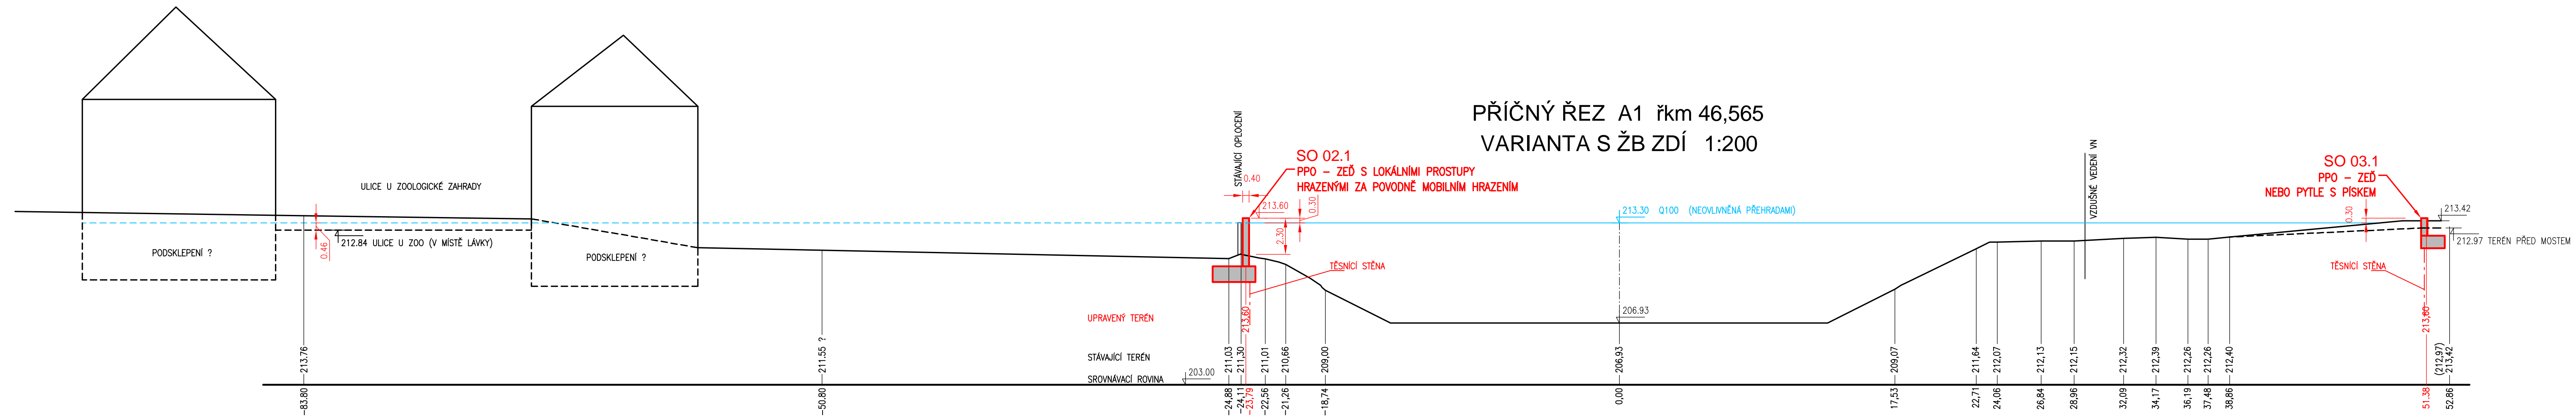 PŘÍČNÝ ŘEZ A1 řkm 46,565
VARIANTA S ŽB ZDÍ 1:200
ULICE U ZOOLOGICKÉ ZAHRADY
0.46
212.84 ULICE U ZOO (V MÍSTĚ LÁVKY)
PODSKLEPENÍ ?
PODSKLEPENÍ ?
STÁVAJÍCÍ OPLOCENÍ
SO 02.1
PPO – ZEĎ S LOKÁLNÍMI PROSTUPY
HRAZENÝMI ZA POVODNĚ MOBILNÍM HRAZENÍM
0.40
213.60
0.30
2.30
TĚSNÍCÍ STĚNA
213.30 Q100 (NEOVLIVNĚNÁ PŘEHRADAMI)
206.93
VZDUŠNÉ VEDENÍ VN
SO 03.1
PPO – ZEĎ
NEBO PYTLE S PÍSKEM
0.30
213.42
212.97 TERÉN PŘED MOSTEM
TĚSNÍCÍ STĚNA
UPRAVENÝ TERÉN
213,60
213,60
STÁVAJÍCÍ TERÉN
213.76
211.55 ?
211,03
211,30
211,01
210,66
209,00
206,93
209,07
211,64
212,07
212,13
212,15
212,32
212,39
212,26
212,26
212,40
(212,97)
213,42
SROVNÁVACÍ ROVINA
203.00
-83.80
-50.80
-24,88
-24,11
-23,79
-22,56
-21,26
-18,74
0,00
17,53
22,71
24,06
26,84
28,96
32,09
34,17
36,19
37,48
38,86
51.38
52.86